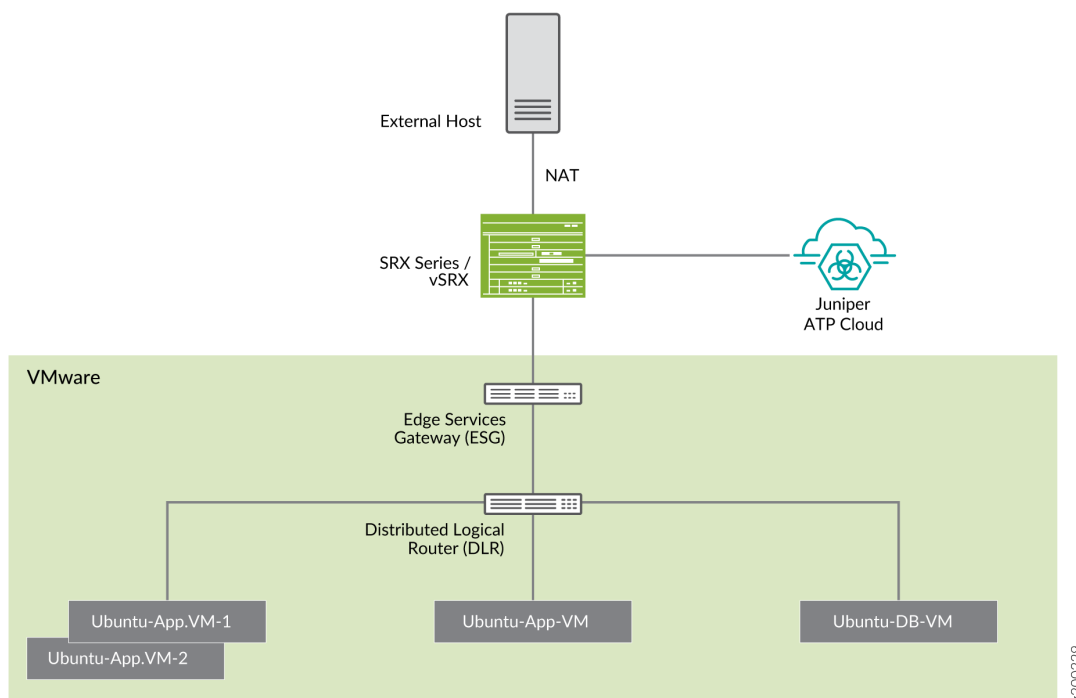 External Host
NAT
SRX Series /
vSRX
Juniper
ATP Cloud
VMware
Edge Services
Gateway (ESG)
Distributed Logical
Router (DLR)
Ubuntu-App.VM-1
Ubuntu-App-VM
Ubuntu-DB-VM
Ubuntu-App.VM-2